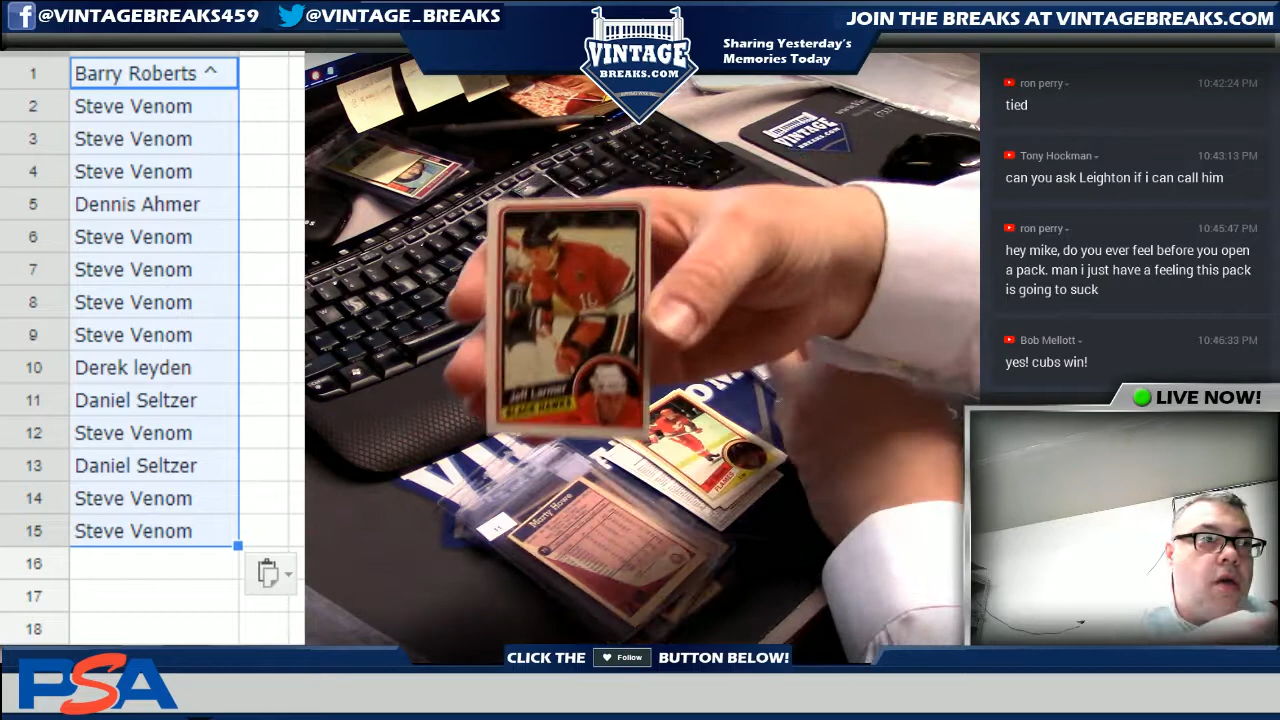 @VINTAGEBREAKS459
@VINTAGE_BREAKS
VINTAGE
BREAKS.COM
Sharing Yesterday's
Memories Today
JOIN THE BREAKS AT VINTAGEBREAKS.COM
1 Barry Roberts ^
2 Steve Venom
3 Steve Venom
4 Steve Venom
5 Dennis Ahmer
6 Steve Venom
7 Steve Venom
8 Steve Venom
9 Steve Venom
10 Derek leyden
11 Daniel Seltzer
12 Steve Venom
13 Daniel Seltzer
14 Steve Venom
15 Steve Venom
16
17
18
VINTAGE
BREAKS.COM
Jeff Larmer
BLACK HAWKS
FLAMES
Marty Howe
11
ron perry 10:42:24 PM
tied
Tony Hockman 10:43:13 PM
can you ask Leighton if i can call him
ron perry 10:45:47 PM
hey mike, do you ever feel before you open
a pack. man i just have a feeling this pack
is going to suck
Bob Mellott 10:46:33 PM
yes! cubs win!
LIVE NOW!
CLICK THE Follow BUTTON BELOW!
PSA